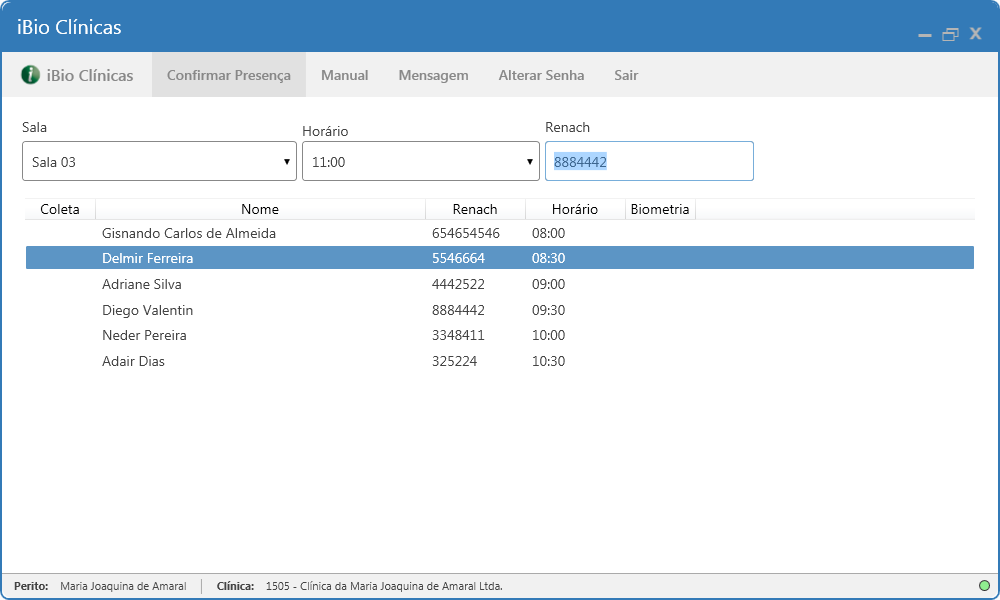 iBio Clínicas
iBio Clínicas Confirmar Presença Manual Mensagem Alterar Senha Sair
Sala Horário Renach
Sala 03 11:00 8884442
Coleta Nome Renach Horário Biometria
Gisnando Carlos de Almeida 654654546 08:00
Delmir Ferreira 5546664 08:30
Adriane Silva 4442522 09:00
Diego Valentin 8884442 09:30
Neder Pereira 3348411 10:00
Adair Dias 325224 10:30
Perito: Maria Joaquina de Amaral Clínica: 1505 - Clínica da Maria Joaquina de Amaral Ltda.